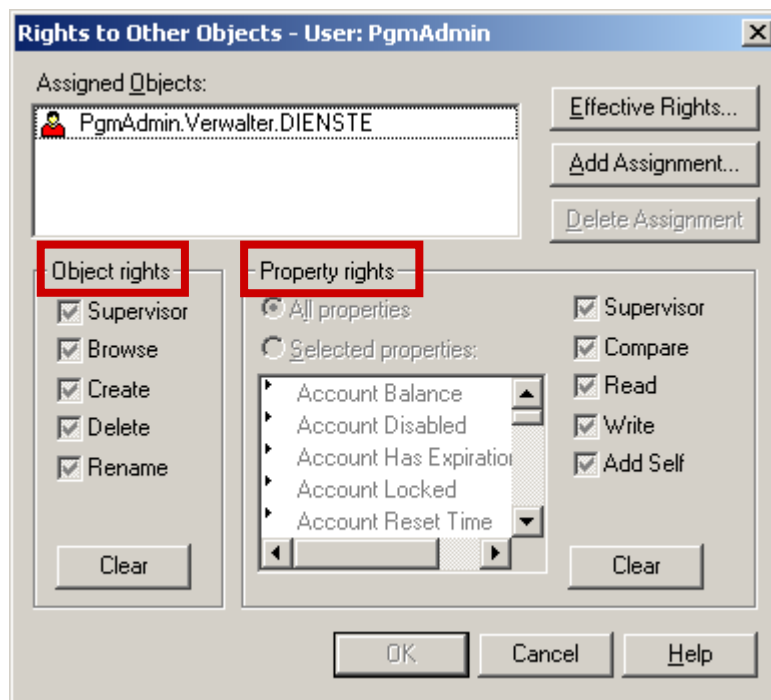 Rights to Other Objects - User: PgmAdmin
Assigned Objects:
PgmAdmin.Verwalter.DIENSTE
Effective Rights...
Add Assignment...
Delete Assignment
Object rights
Supervisor
Browse
Create
Delete
Rename
Clear
Property rights
All properties
Selected properties:
Account Balance
Account Disabled
Account Has Expiration
Account Locked
Account Reset Time
Supervisor
Compare
Read
Write
Add Self
Clear
OK
Cancel
Help